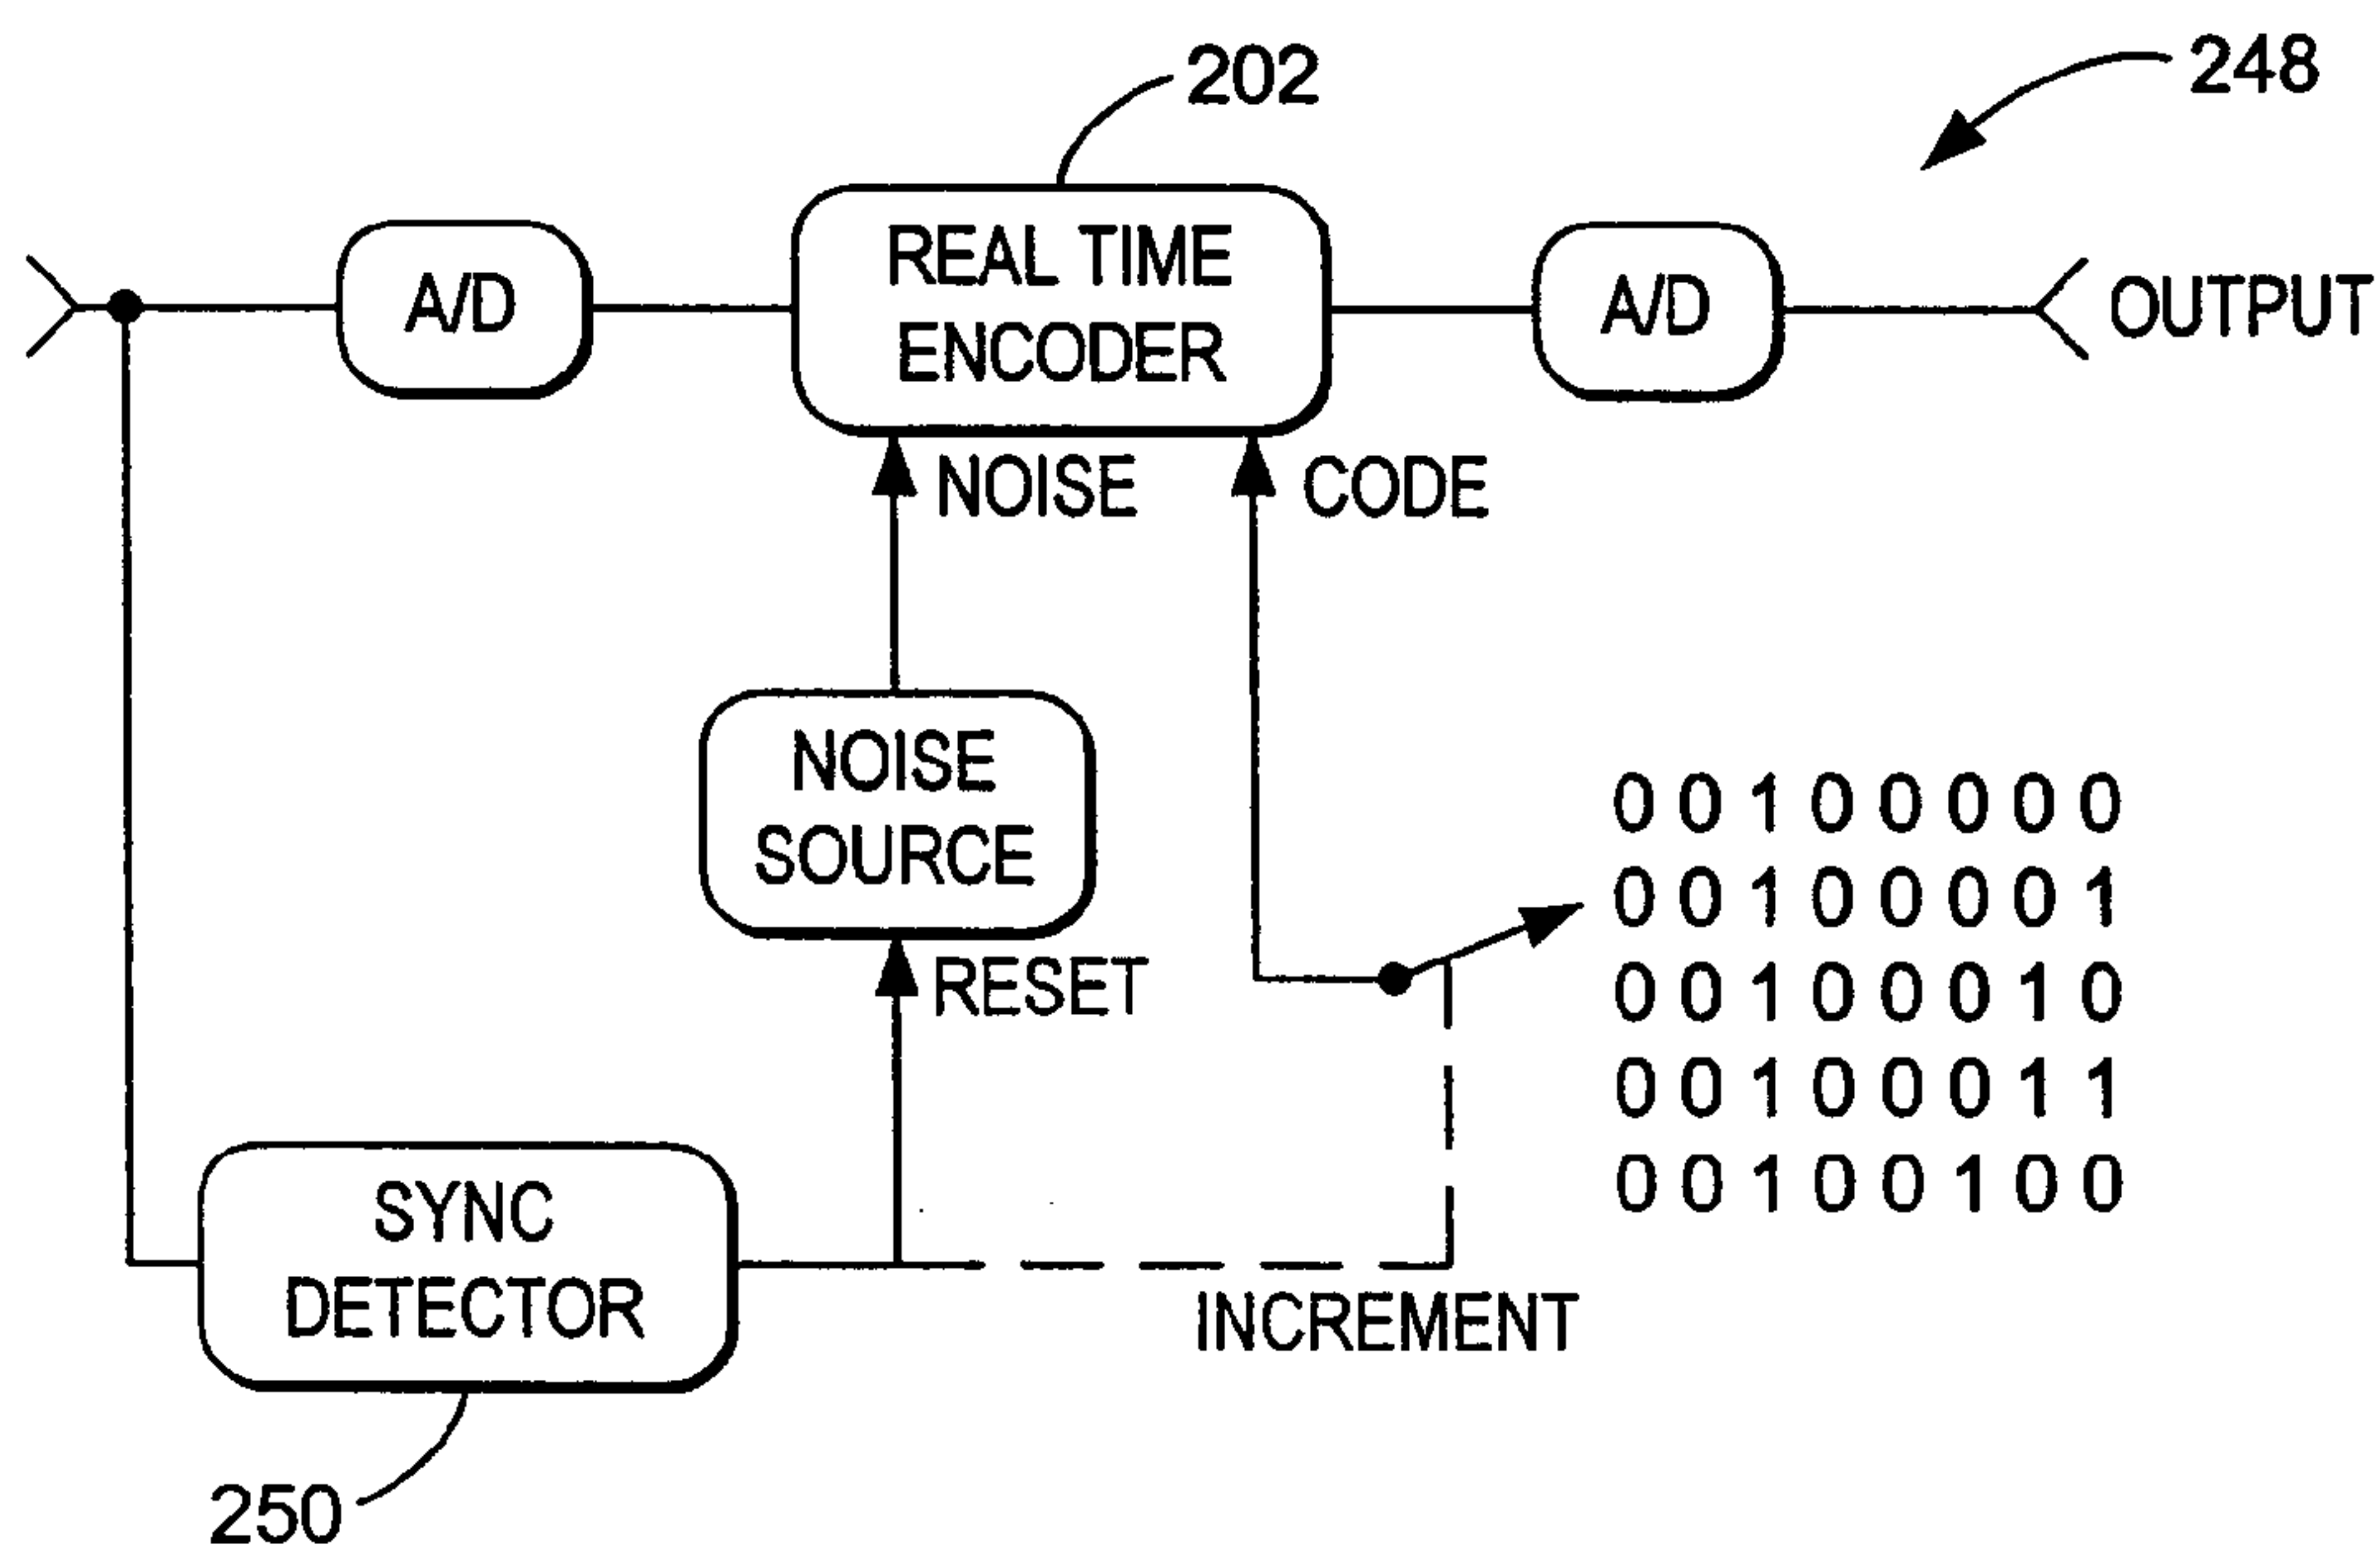 202
248
A/D
REAL TIME
ENCODER
A/D
OUTPUT
NOISE
CODE
NOISE
SOURCE
RESET
0 0 1 0 0 0 0 0
0 0 1 0 0 0 0 1
0 0 1 0 0 0 1 0
0 0 1 0 0 0 1 1
0 0 1 0 0 1 0 0
SYNC
DETECTOR
INCREMENT
250